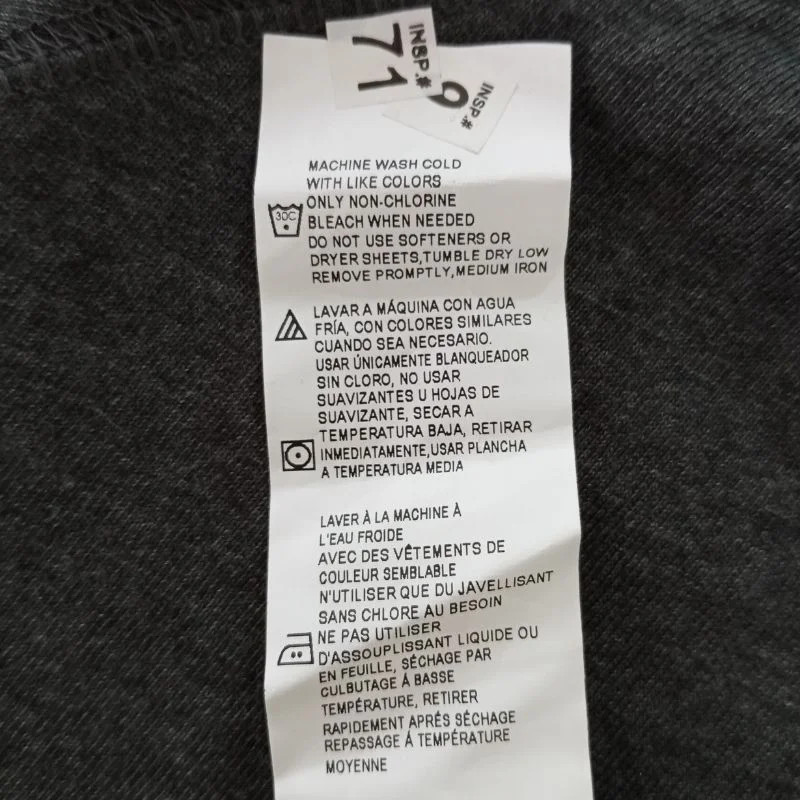 INSP.#
71
INSP.#
9
MACHINE WASH COLD
WITH LIKE COLORS
ONLY NON-CHLORINE
BLEACH WHEN NEEDED
DO NOT USE SOFTENERS OR
DRYER SHEETS,TUMBLE DRY LOW
REMOVE PROMPTLY,MEDIUM IRON
30C
LAVAR A MÁQUINA CON AGUA
FRÍA, CON COLORES SIMILARES
CUANDO SEA NECESARIO.
USAR ÚNICAMENTE BLANQUEADOR
SIN CLORO, NO USAR
SUAVIZANTES U HOJAS DE
SUAVIZANTE, SECAR A
TEMPERATURA BAJA, RETIRAR
INMEDIATAMENTE,USAR PLANCHA
A TEMPERATURA MEDIA
LAVER À LA MACHINE À
L'EAU FROIDE
AVEC DES VÊTEMENTS DE
COULEUR SEMBLABLE
N'UTILISER QUE DU JAVELLISANT
SANS CHLORE AU BESOIN
NE PAS UTILISER
D'ASSOUPLISSANT LIQUIDE OU
EN FEUILLE, SÉCHAGE PAR
CULBUTAGE Á BASSE
TEMPÉRATURE, RETIRER
RAPIDEMENT APRÉS SÉCHAGE
REPASSAGE Á TEMPÉRATURE
MOYENNE